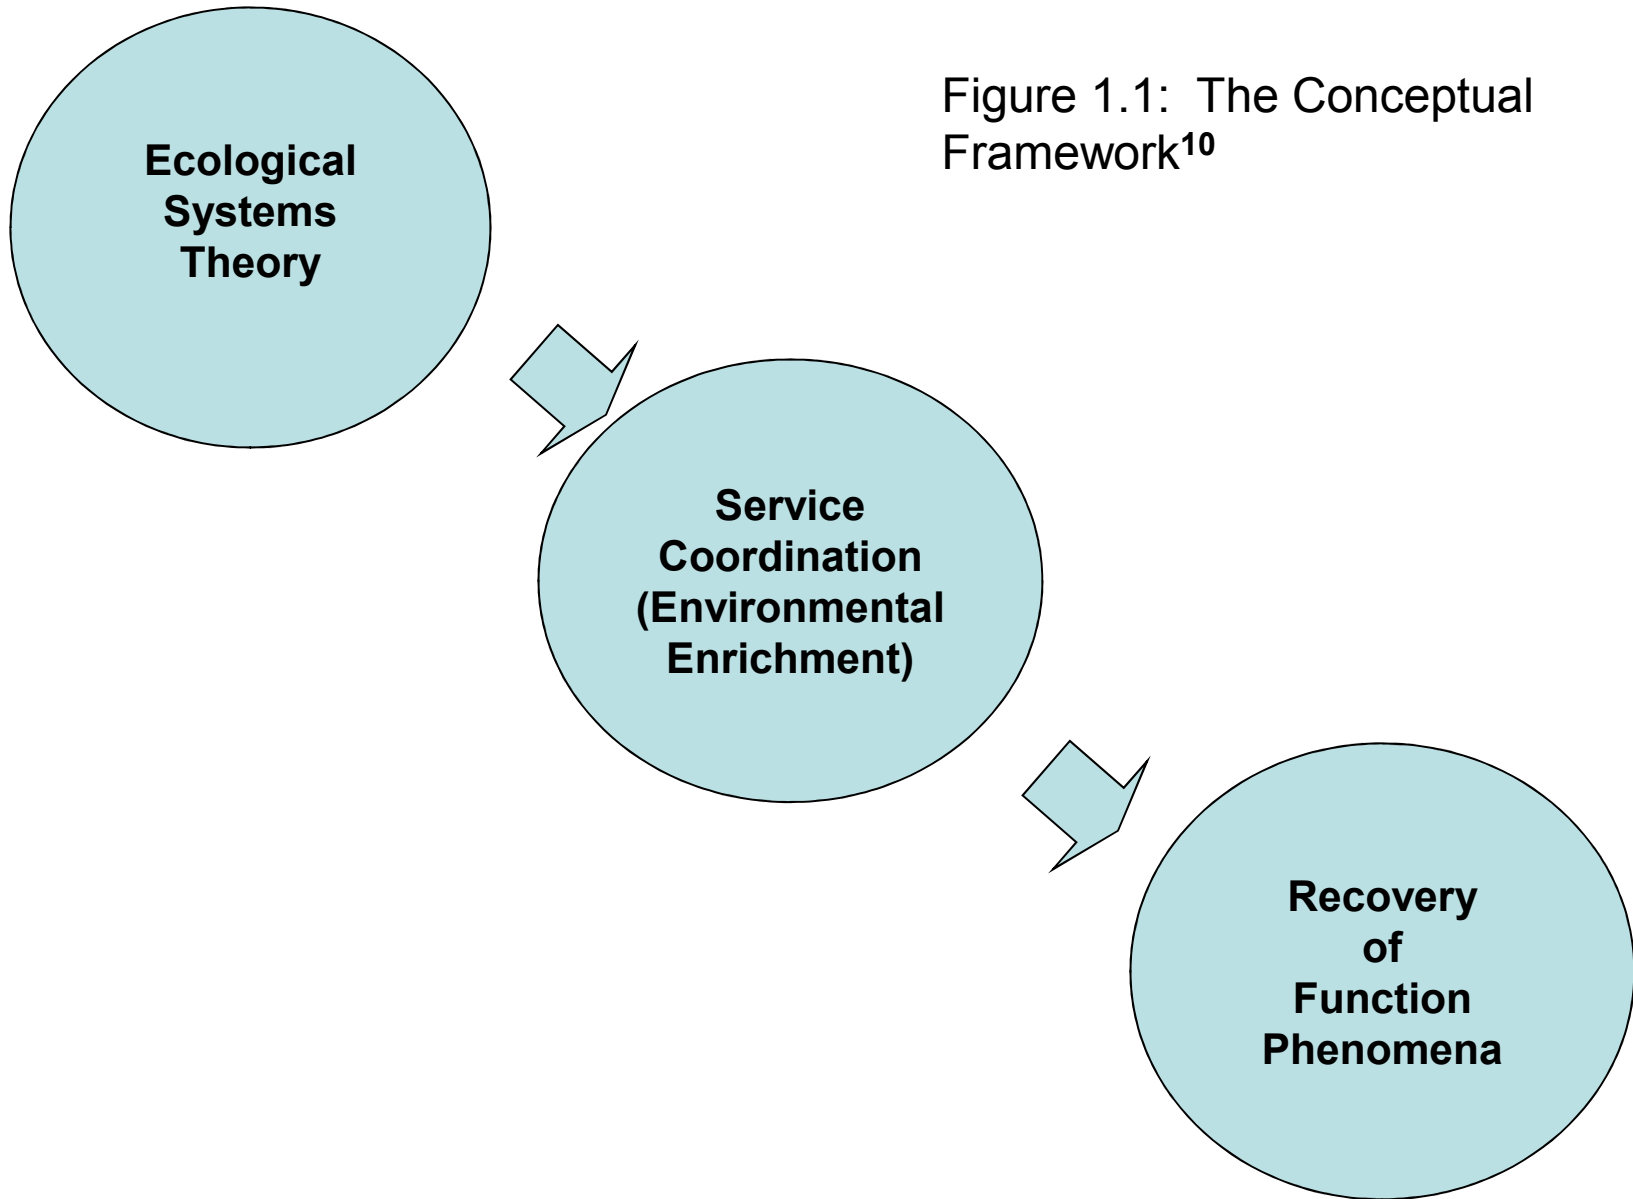 Figure 1.1: The Conceptual
Framework10
Ecological
Systems
Theory
Service
Coordination
(Environmental
Enrichment)
Recovery
of
Function
Phenomena